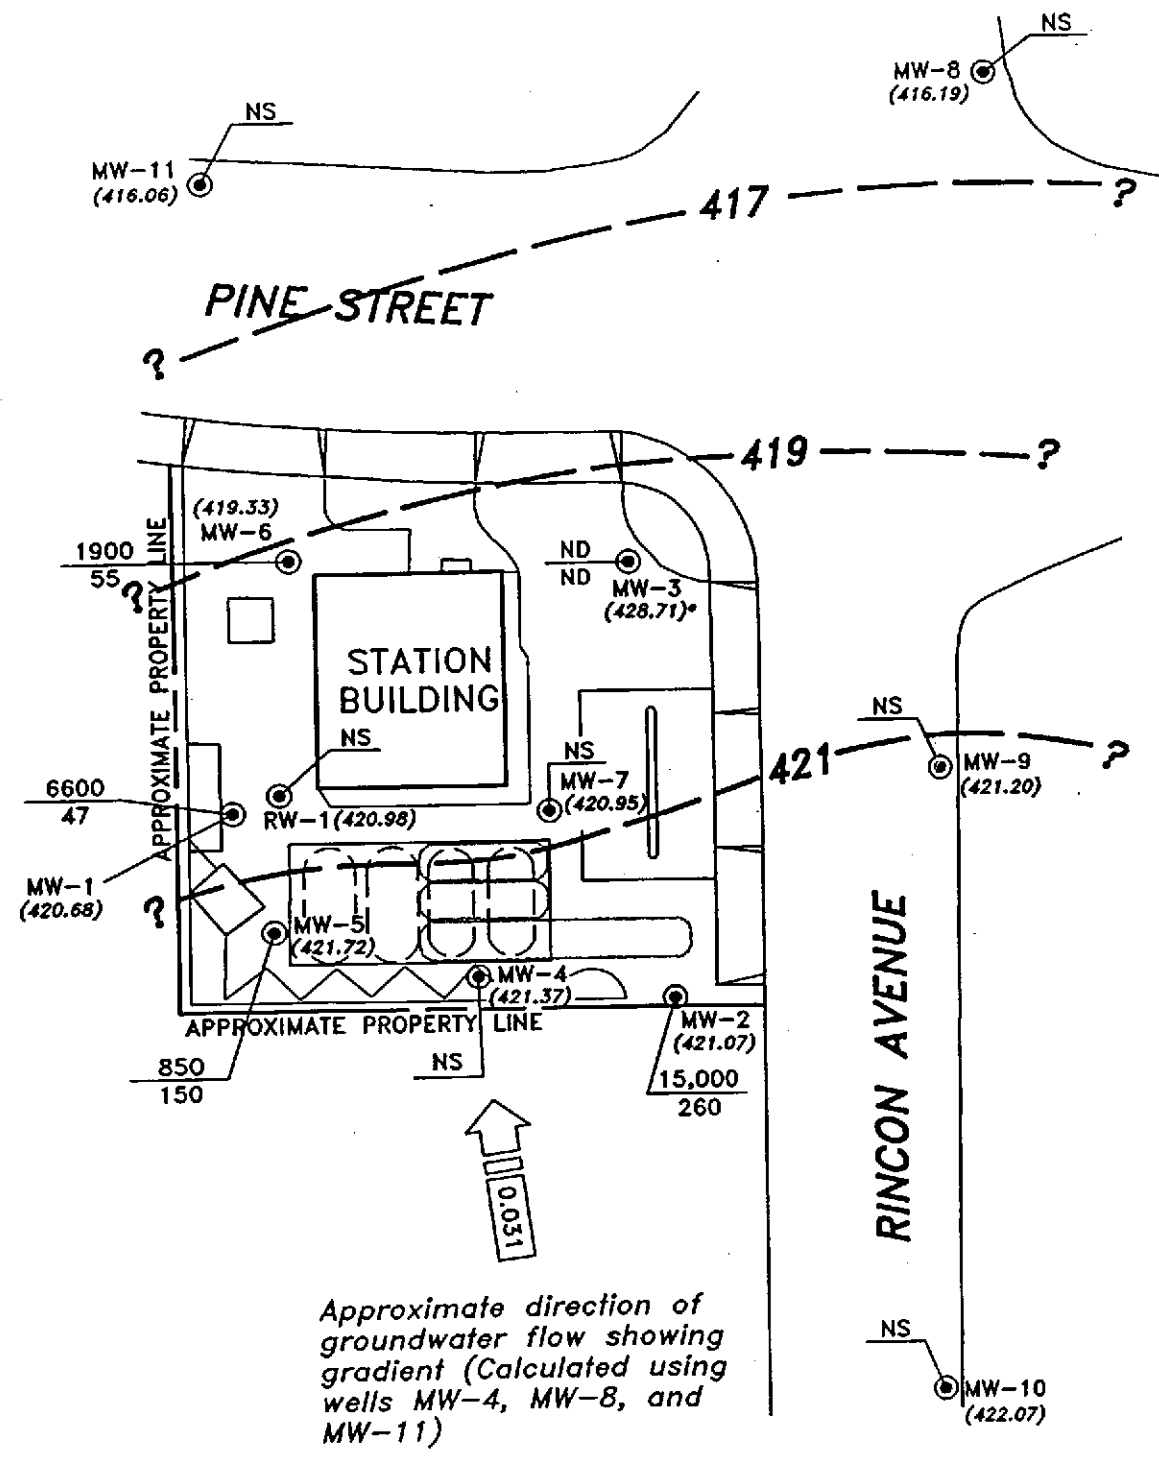 NS
MW-8
(416.19)
NS
MW-11
(416.06)
417
?
PINE STREET
?
419
?
(419.33)
MW-6
1900
55
?
ND
ND
MW-3
(428.71)*
APPROXIMATE PROPERTY LINE
STATION
BUILDING
NS
NS
MW-7
(420.95)
421
NS
MW-9
(421.20)
?
6600
47
RW-1(420.98)
MW-1
(420.68)
?
MW-5
(421.72)
MW-4
(421.37)
APPROXIMATE PROPERTY LINE
MW-2
(421.07)
NS
850
150
15,000
260
RINCON AVENUE
0.031
Approximate direction of
groundwater flow showing
gradient (Calculated using
wells MW-4, MW-8, and
MW-11)
NS
MW-10
(422.07)